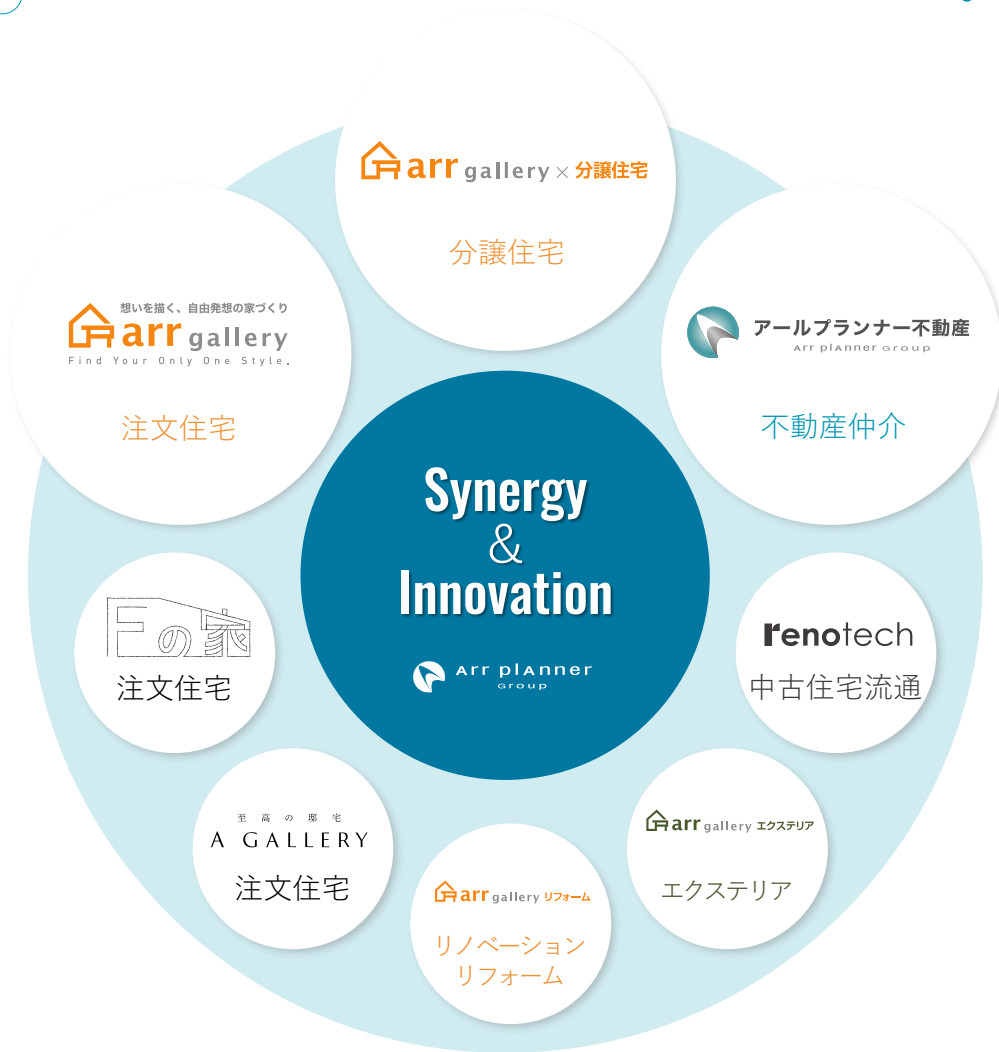 arr gallery × 分譲住宅
分譲住宅
想いを描く、自由発想の家づくり
arr gallery
Find Your Only One Style.
注文住宅
アールプランナー不動産
Arr plAnner Group
不動産仲介
Synergy
&
Innovation
Arr plAnner
Group
Fの家
注文住宅
renotech
中古住宅流通
至高の邸宅
A GALLERY
注文住宅
arr gallery エクステリア
エクステリア
arr gallery リフォーム
リノベーション
リフォーム